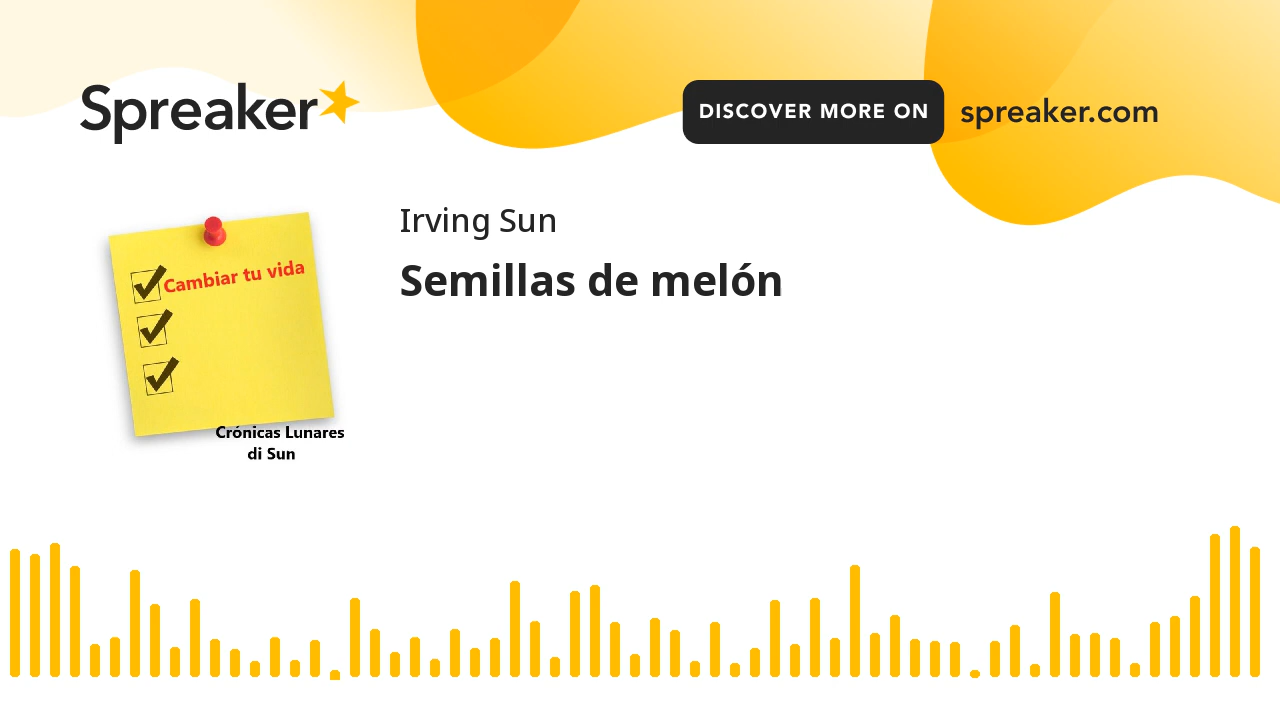 Spreaker
DISCOVER MORE ON
spreaker.com
Irving Sun
Semillas de melón
Cambiar tu vida
Crónicas Lunares
di Sun